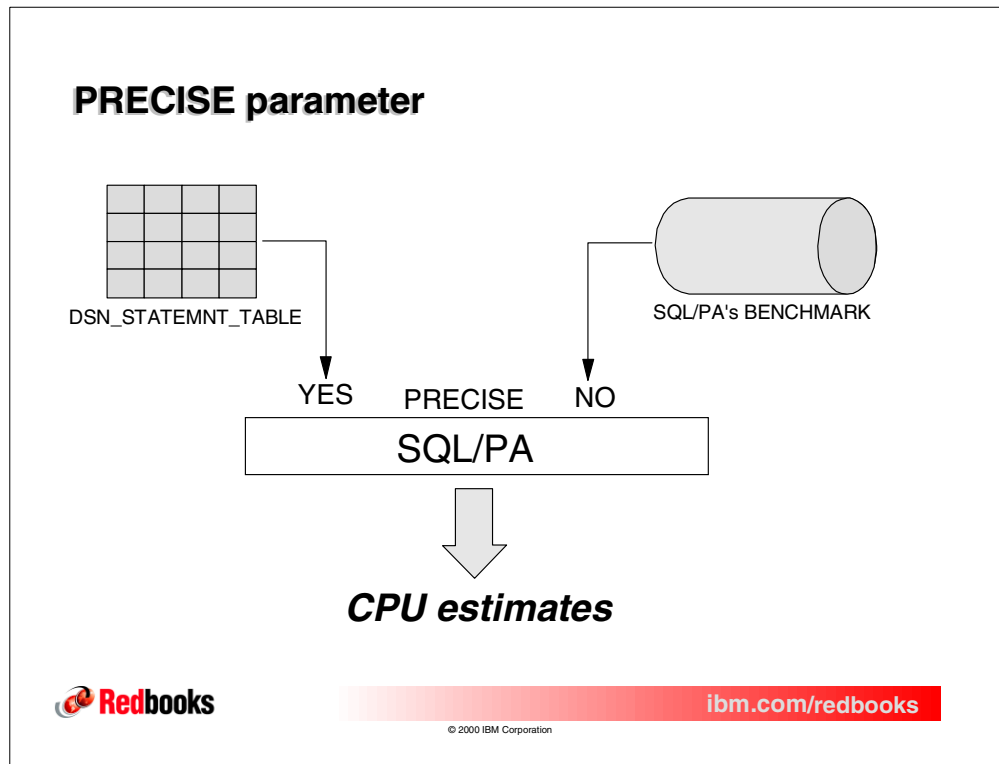 PRECISE parameter
DSN_STATEMNT_TABLE
SQL/PA's BENCHMARK
YES
PRECISE
NO
SQL/PA
CPU estimates
Redbooks
ibm.com/redbooks
© 2000 IBM Corporation